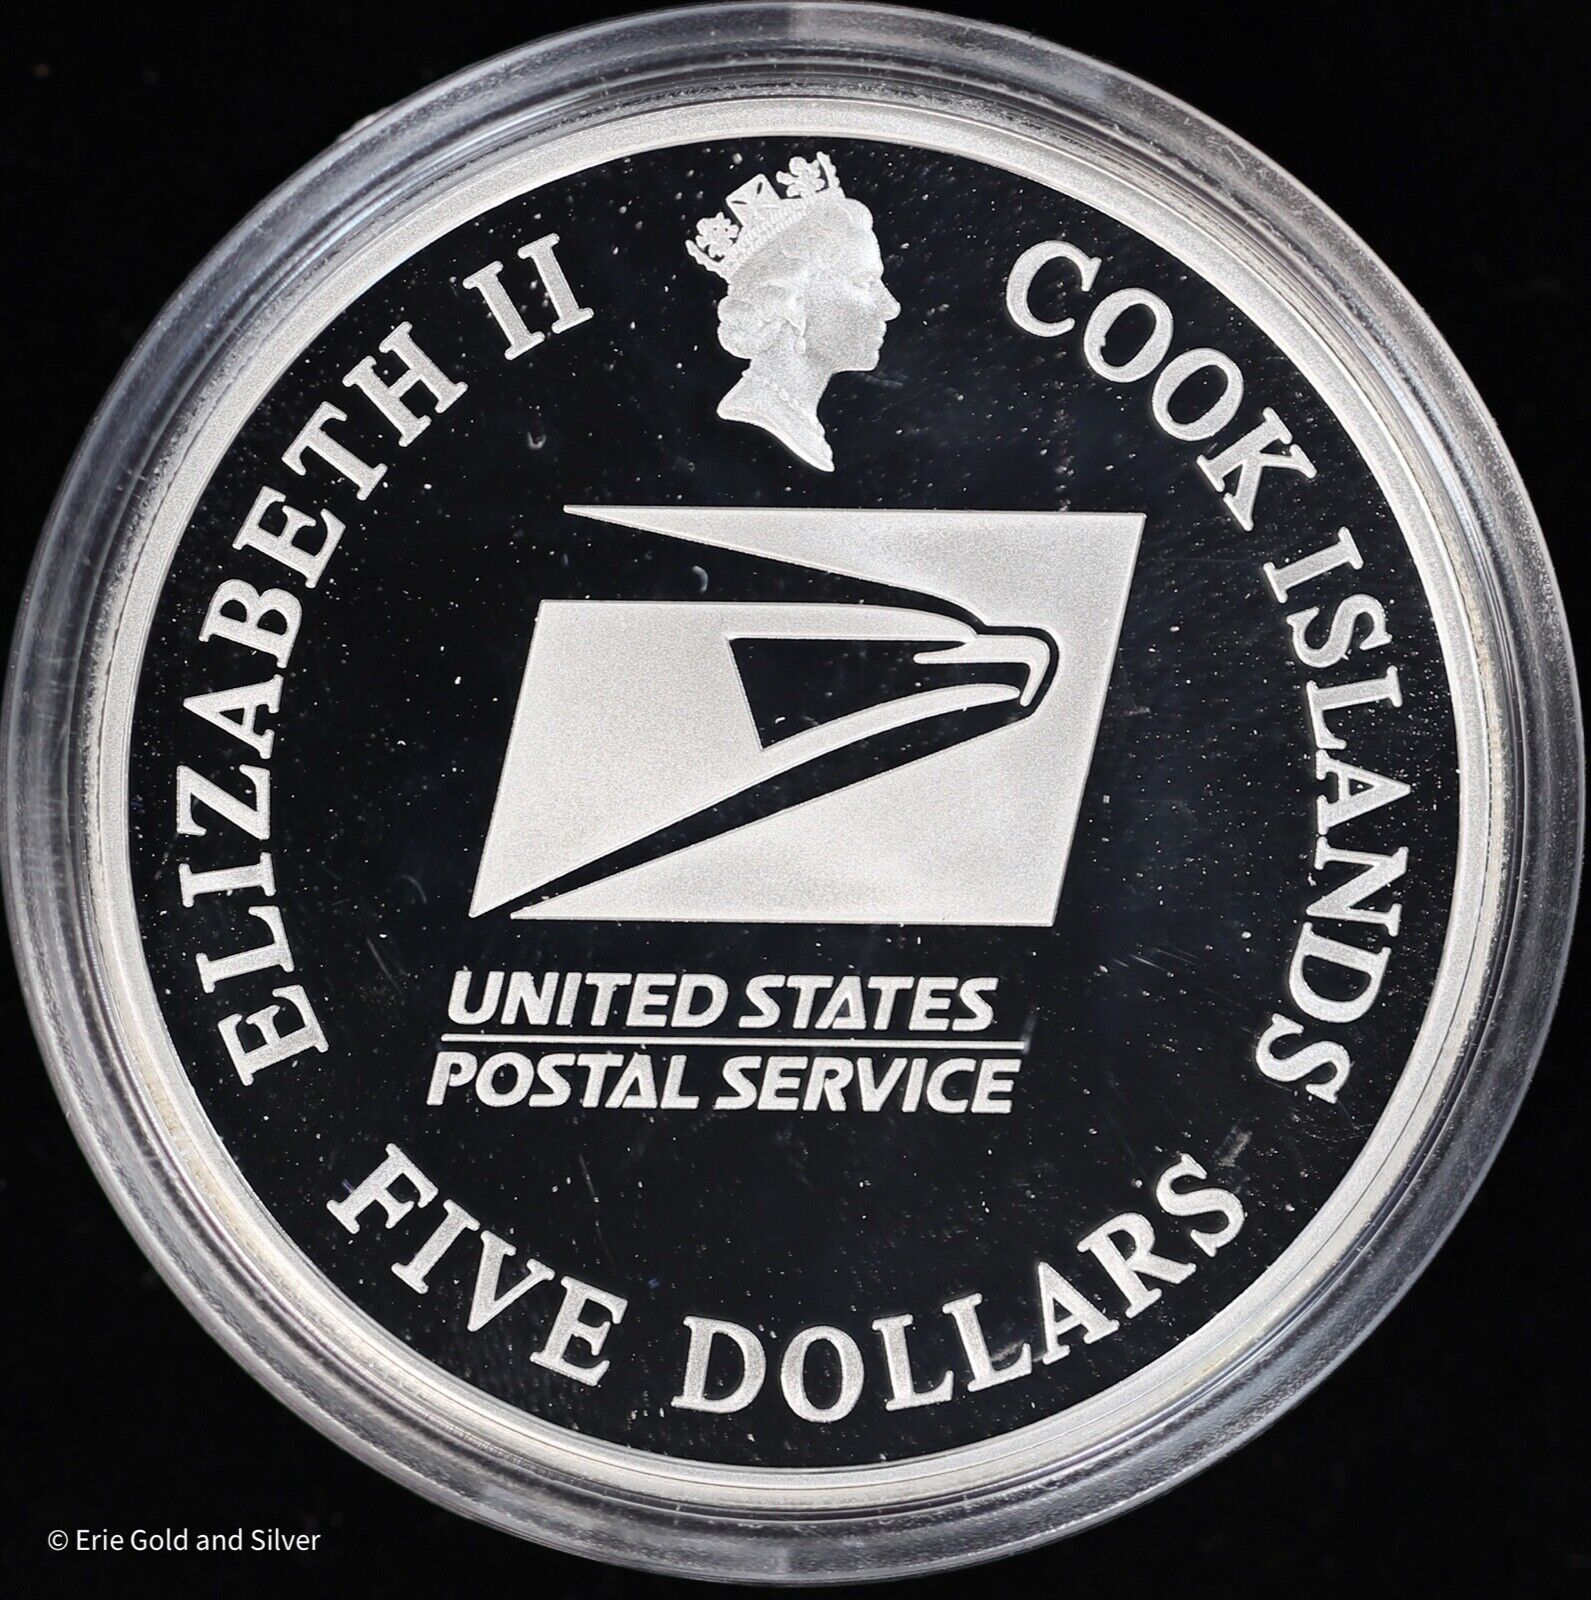 ELIZABETH II
COOK ISLANDS
UNITED STATES
POSTAL SERVICE
FIVE DOLLARS
© Erie Gold and Silver